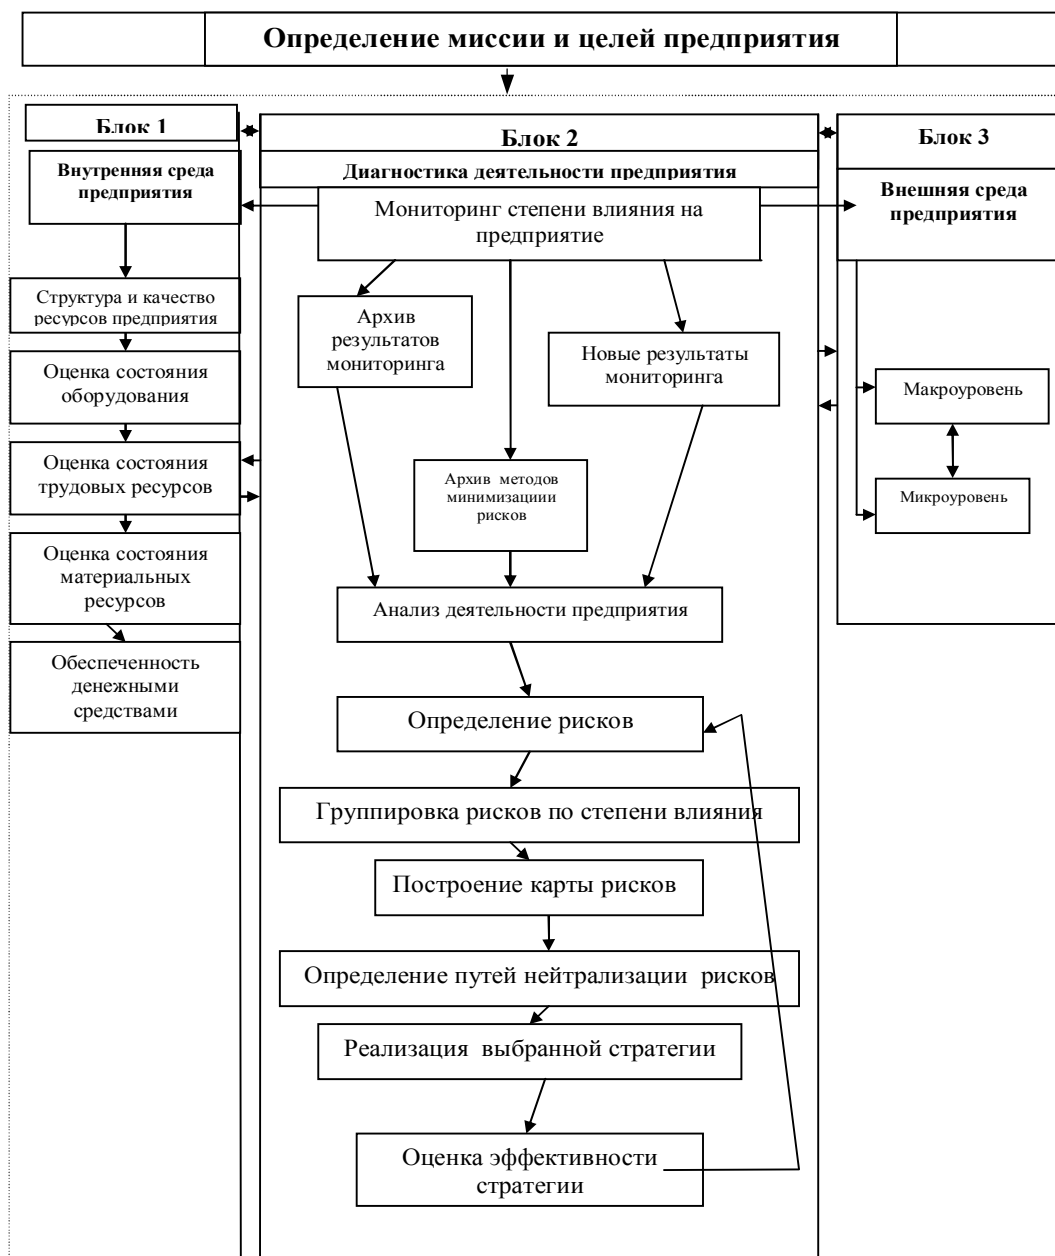 Определение миссии и целей предприятия
Блок 1
Внутренняя среда
предприятия
Структура и качество
ресурсов предприятия
Оценка состояния
оборудования
Оценка состояния
трудовых ресурсов
Оценка состояния
материальных
ресурсов
Обеспеченность
денежными
средствами
Блок 2
Диагностика деятельности предприятия
Мониторинг степени влияния на
предприятие
Архив
результатов
мониторинга
Новые результаты
мониторинга
Архив методов
минимизациии
рисков
Анализ деятельности предприятия
Определение рисков
Группировка рисков по степени влияния
Построение карты рисков
Определение путей нейтрализации рисков
Реализация выбранной стратегии
Оценка эффективности
стратегии
Блок 3
Внешняя среда
предприятия
Макроуровень
Микроуровень